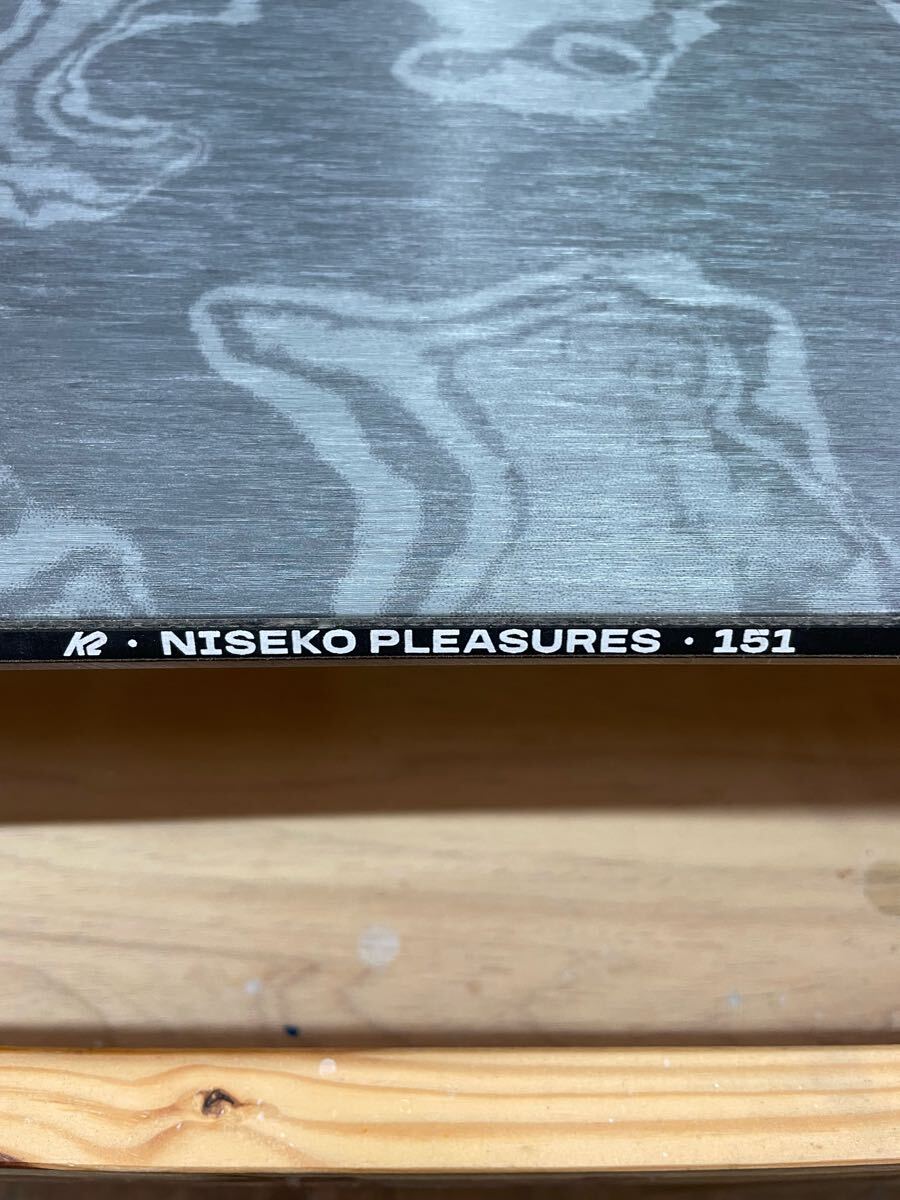 K2 · NISEKO PLEASURES · 151